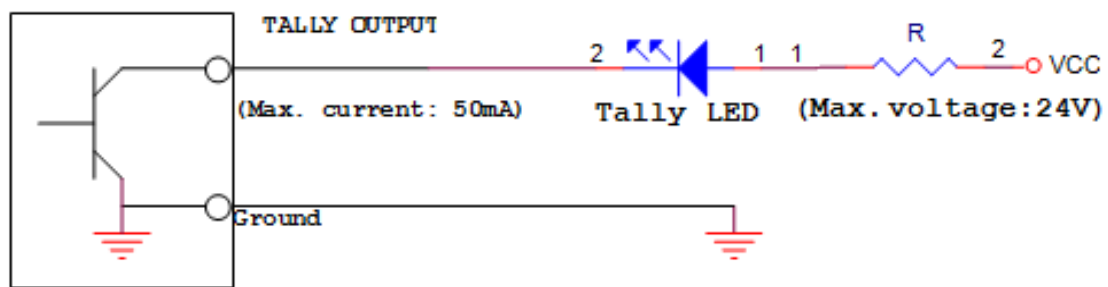 TALLY OUTPUT
R
2
1 1
2
VCC
(Max. current: 50mA)
Tally LED
(Max.voltage:24V)
Ground